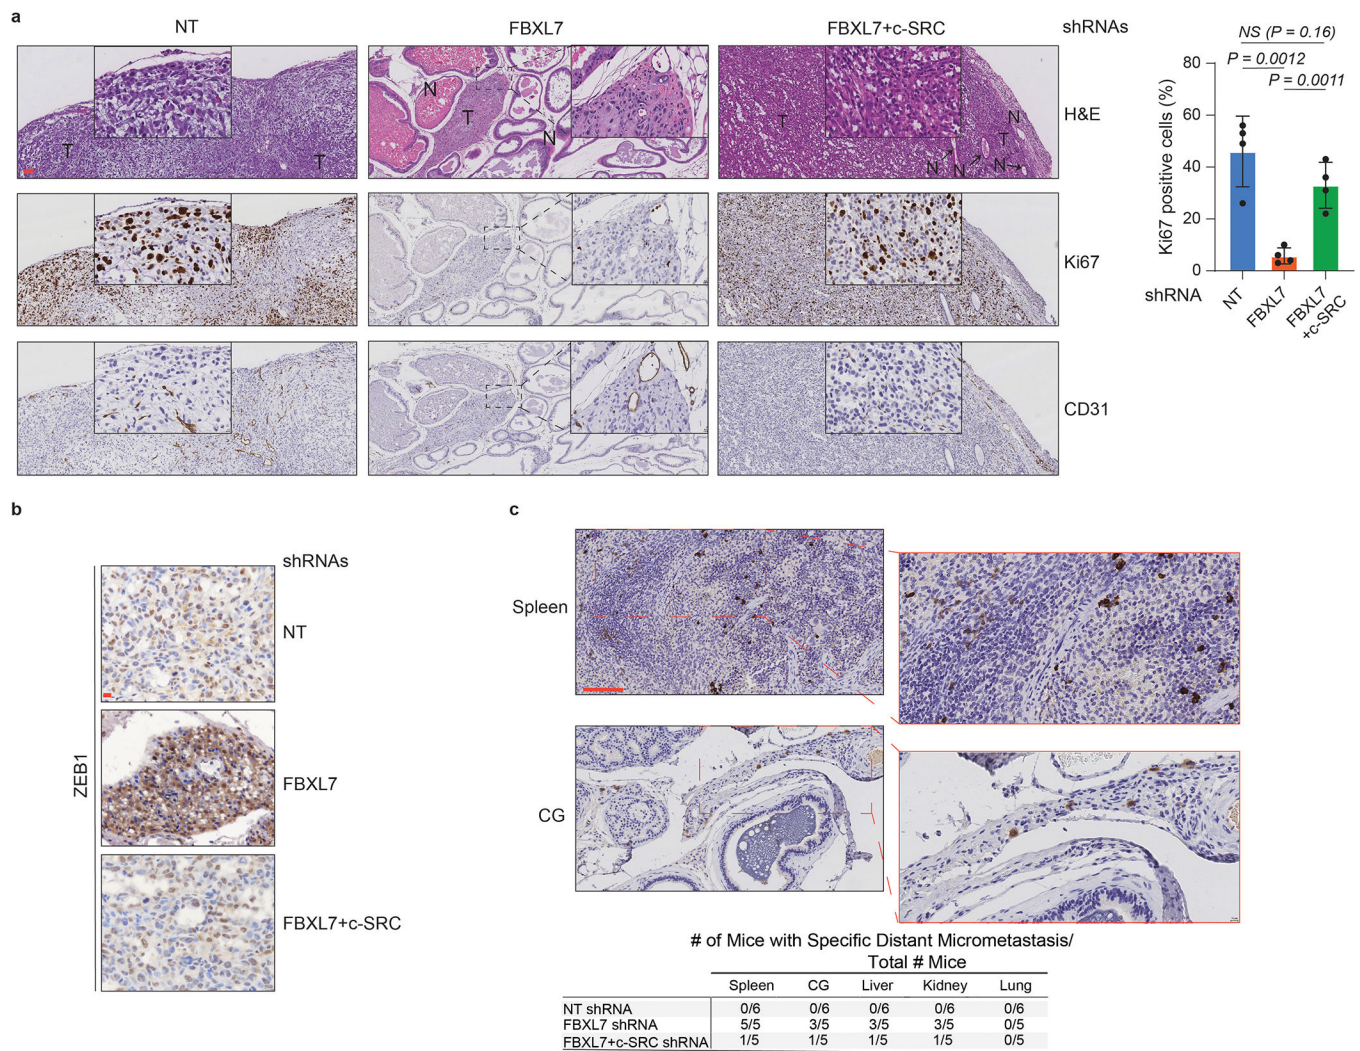 a
NT
FBXL7
FBXL7+c-SRC
shRNAs
T
T
N
T
N
T
N
T
N
N
N
H&E
Ki67
CD31
NS (P = 0.16)
P = 0.0012
P = 0.0011
Ki67 positive cells (%)
80
60
40
20
0
shRNA
NT
FBXL7
FBXL7
+c-SRC
b
shRNAs
ZEB1
NT
FBXL7
FBXL7+c-SRC
c
Spleen
CG
# of Mice with Specific Distant Micrometastasis/
Total # Mice
Spleen CG Liver Kidney Lung
NT shRNA 0/6 0/6 0/6 0/6 0/6
FBXL7 shRNA 5/5 3/5 3/5 3/5 0/5
FBXL7+c-SRC shRNA 1/5 1/5 1/5 1/5 0/5